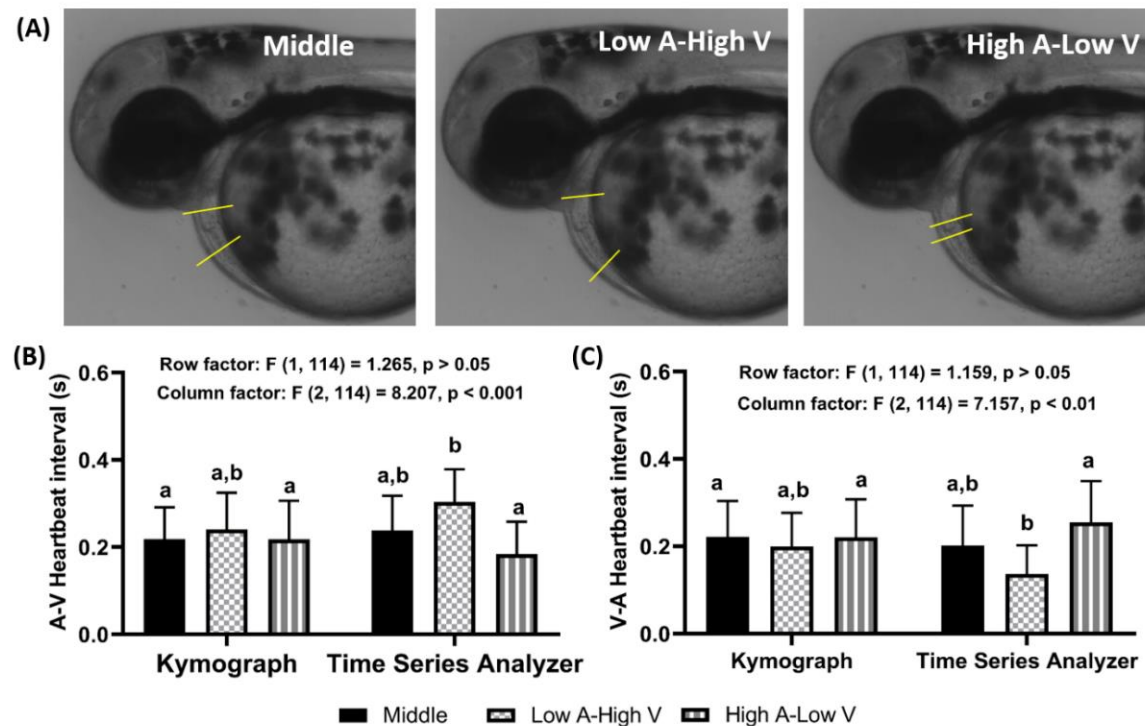 (A)
Middle
Low A-High V
High A-Low V
(B)
Row factor: F (1, 114) = 1.265, p > 0.05
Column factor: F (2, 114) = 8.207, p < 0.001
A-V Heartbeat interval (s)
0.6
0.4
0.2
0.0
a
a,b
a
a,b
b
a
Kymograph
Time Series Analyzer
(C)
Row factor: F (1, 114) = 1.159, p > 0.05
Column factor: F (2, 114) = 7.157, p < 0.01
V-A Heartbeat interval (s)
0.6
0.4
0.2
0.0
a
a,b
a
a,b
b
a
Kymograph
Time Series Analyzer
Middle
Low A-High V
High A-Low V